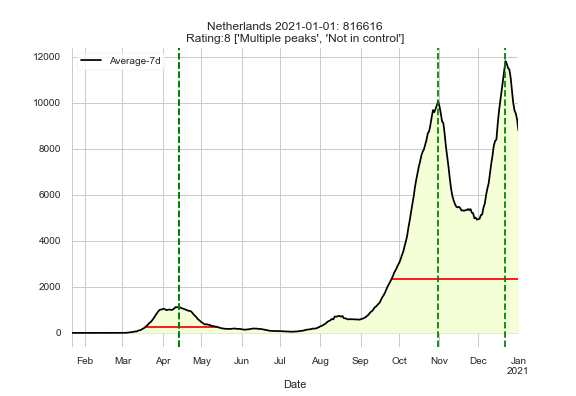 Netherlands 2021-01-01: 816616
Rating:8 ['Multiple peaks', 'Not in control']
Average-7d
12000
10000
8000
6000
4000
2000
0
Feb Mar Apr May Jun Jul Aug Sep Oct Nov Dec Jan
2021
Date